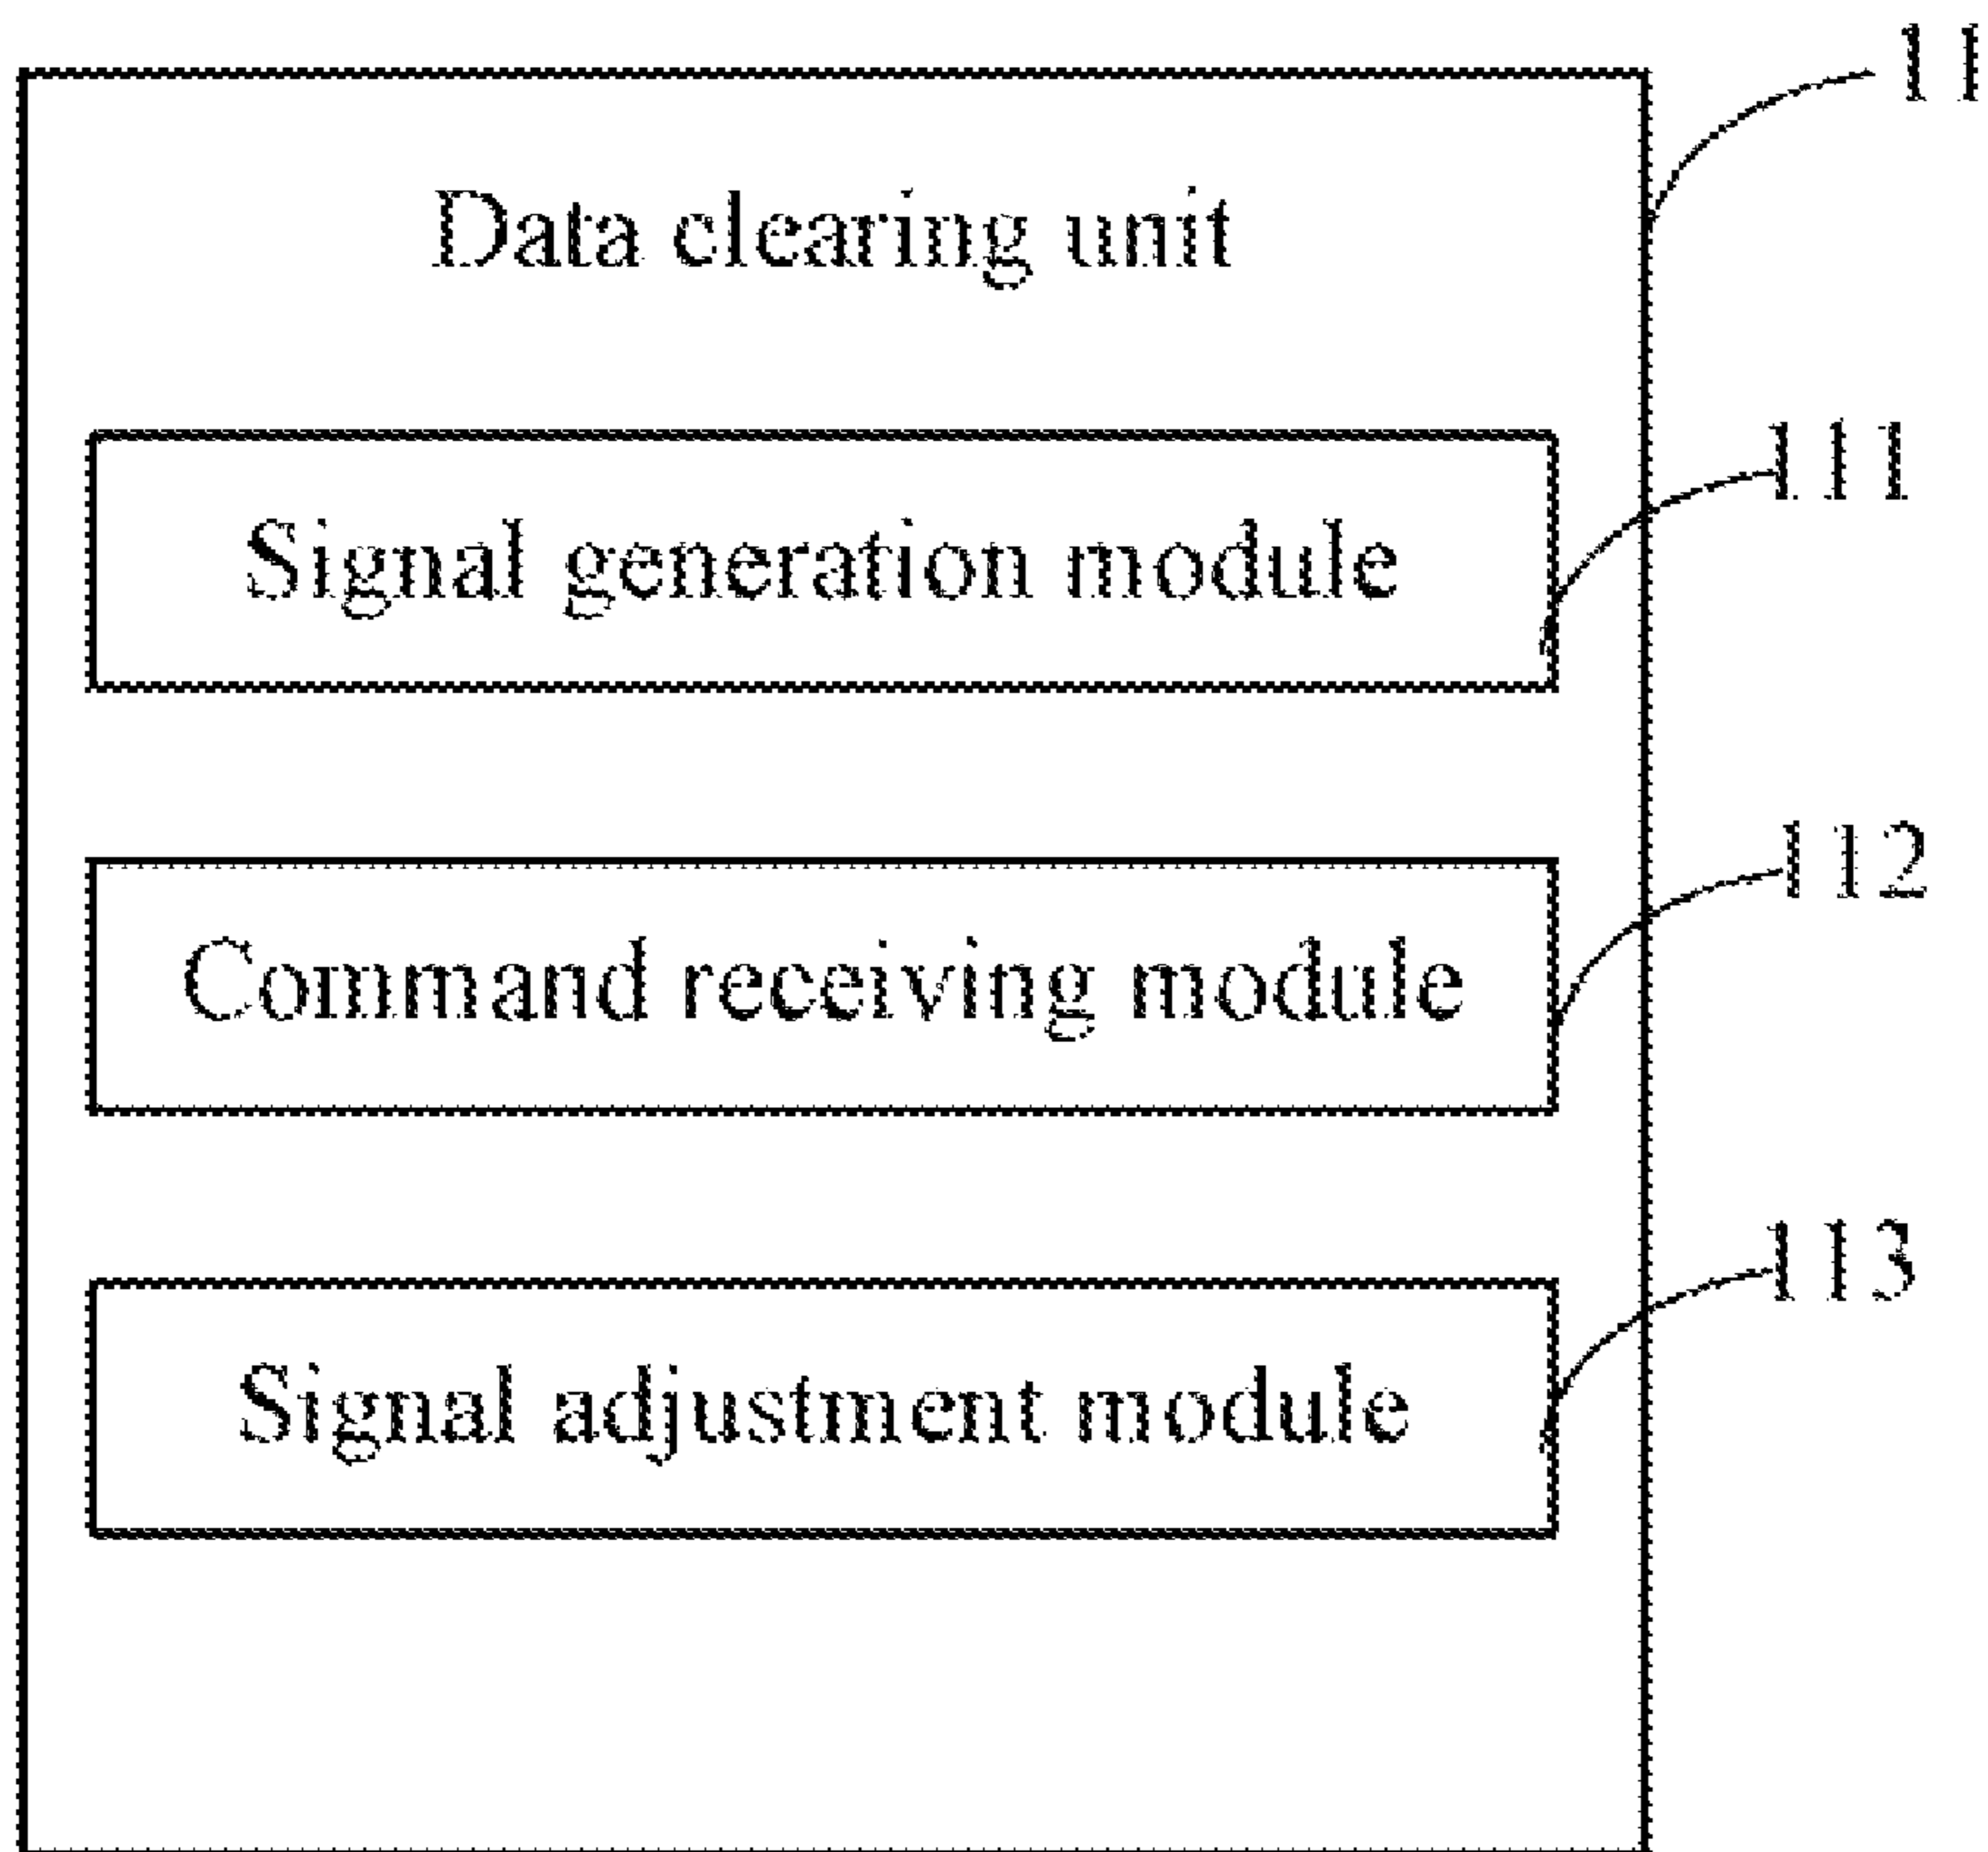 11
Data clearing unit
111
Signal generation module
112
Command receiving module
113
Signal adjustment module